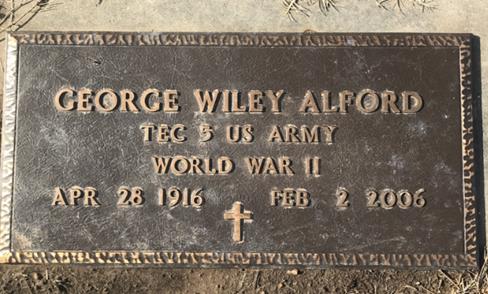 GEORGE WILEY ALFORD
TEC 5 US ARMY
WORLD WAR II
APR 28 1916 FEB 2 2006